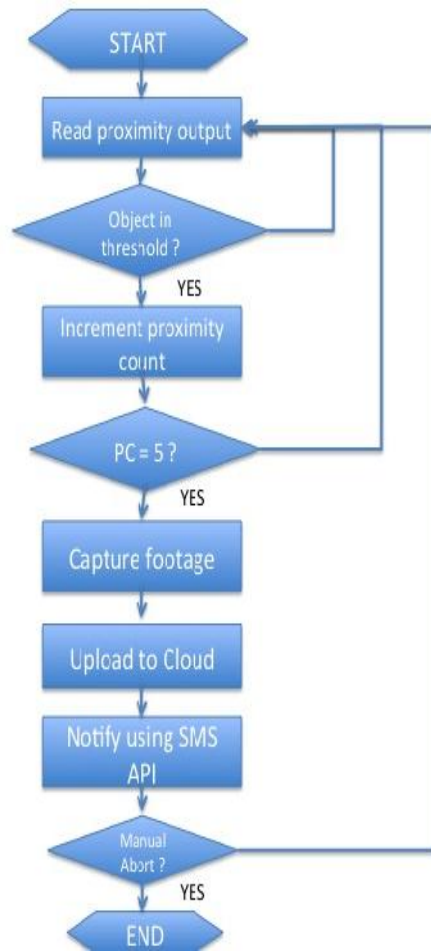 START
Read proximity output
Object in
threshold ?
YES
Increment proximity
count
PC = 5 ?
YES
Capture footage
Upload to Cloud
Notify using SMS
API
Manual
Abort ?
YES
END